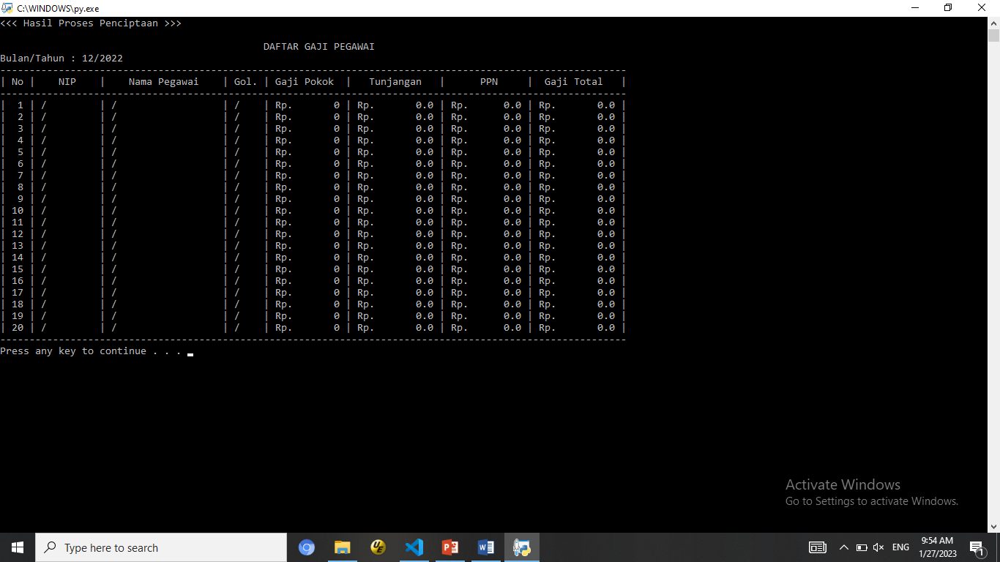 C:\WINDOWS\py.exe
<<< Hasil Proses Penciptaan >>>
DAFTAR GAJI PEGAWAI
Bulan/Tahun : 12/2022
-----------------------------------------------------------------------------------------------------------
| No |    NIP    |    Nama Pegawai    | Gol. | Gaji Pokok  |   Tunjangan   |      PPN     |  Gaji Total   |
-----------------------------------------------------------------------------------------------------------
|  1 | /         | /                  | /    | Rp.       0 | Rp.       0.0 | Rp.      0.0 | Rp.       0.0 |
|  2 | /         | /                  | /    | Rp.       0 | Rp.       0.0 | Rp.      0.0 | Rp.       0.0 |
|  3 | /         | /                  | /    | Rp.       0 | Rp.       0.0 | Rp.      0.0 | Rp.       0.0 |
|  4 | /         | /                  | /    | Rp.       0 | Rp.       0.0 | Rp.      0.0 | Rp.       0.0 |
|  5 | /         | /                  | /    | Rp.       0 | Rp.       0.0 | Rp.      0.0 | Rp.       0.0 |
|  6 | /         | /                  | /    | Rp.       0 | Rp.       0.0 | Rp.      0.0 | Rp.       0.0 |
|  7 | /         | /                  | /    | Rp.       0 | Rp.       0.0 | Rp.      0.0 | Rp.       0.0 |
|  8 | /         | /                  | /    | Rp.       0 | Rp.       0.0 | Rp.      0.0 | Rp.       0.0 |
|  9 | /         | /                  | /    | Rp.       0 | Rp.       0.0 | Rp.      0.0 | Rp.       0.0 |
| 10 | /         | /                  | /    | Rp.       0 | Rp.       0.0 | Rp.      0.0 | Rp.       0.0 |
| 11 | /         | /                  | /    | Rp.       0 | Rp.       0.0 | Rp.      0.0 | Rp.       0.0 |
| 12 | /         | /                  | /    | Rp.       0 | Rp.       0.0 | Rp.      0.0 | Rp.       0.0 |
| 13 | /         | /                  | /    | Rp.       0 | Rp.       0.0 | Rp.      0.0 | Rp.       0.0 |
| 14 | /         | /                  | /    | Rp.       0 | Rp.       0.0 | Rp.      0.0 | Rp.       0.0 |
| 15 | /         | /                  | /    | Rp.       0 | Rp.       0.0 | Rp.      0.0 | Rp.       0.0 |
| 16 | /         | /                  | /    | Rp.       0 | Rp.       0.0 | Rp.      0.0 | Rp.       0.0 |
| 17 | /         | /                  | /    | Rp.       0 | Rp.       0.0 | Rp.      0.0 | Rp.       0.0 |
| 18 | /         | /                  | /    | Rp.       0 | Rp.       0.0 | Rp.      0.0 | Rp.       0.0 |
| 19 | /         | /                  | /    | Rp.       0 | Rp.       0.0 | Rp.      0.0 | Rp.       0.0 |
| 20 | /         | /                  | /    | Rp.       0 | Rp.       0.0 | Rp.      0.0 | Rp.       0.0 |
-----------------------------------------------------------------------------------------------------------
Press any key to continue . . .
Activate Windows
Go to Settings to activate Windows.
Type here to search
ENG
9:54 AM
1/27/2023
1